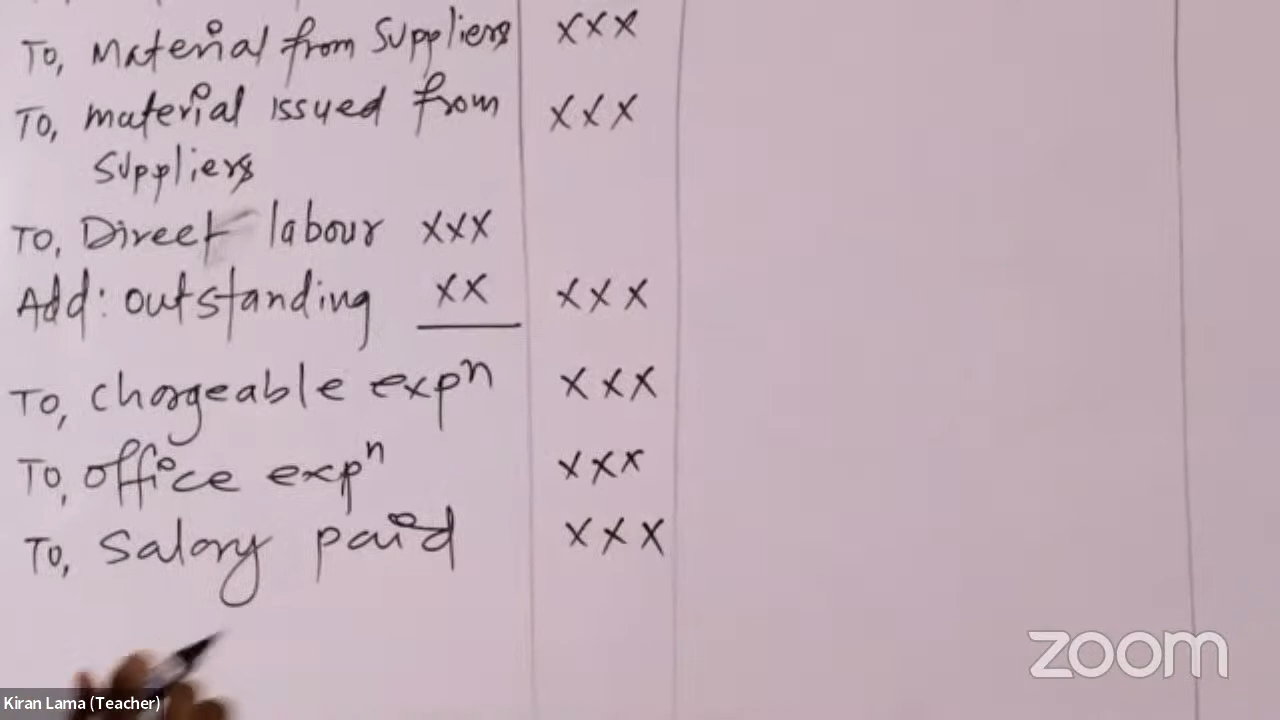 To, Material from Suppliers xxx
To, material issued from xxx
Suppliers
To, Direct labour xxx
Add: outstanding xx xxx
To, Chargeable expⁿ xxx
To, office expⁿ xxx
To, Salary paid xxx
zoom
Kiran Lama (Teacher)